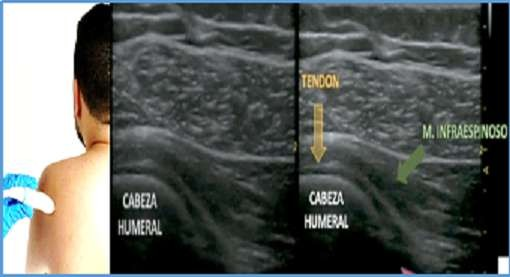 TENDON
M. INFRAESPINOSO
CABEZA
HUMERAL
CABEZA
HUMERAL